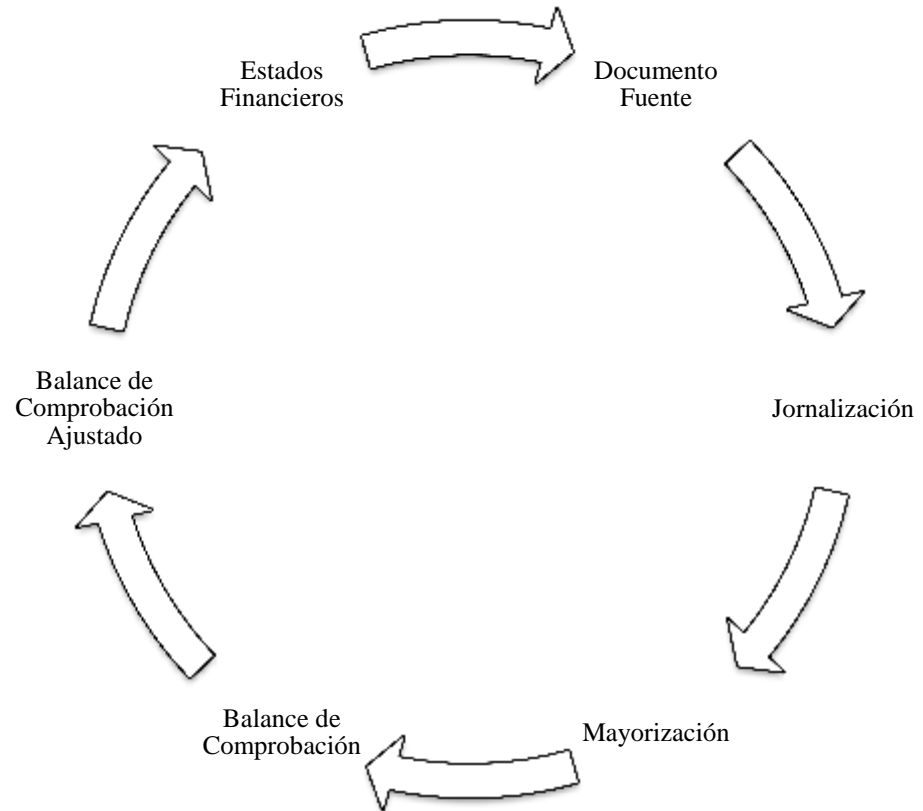 Estados
Financieros
Documento
Fuente
Jornalización
Mayorización
Balance de
Comprobación
Balance de
Comprobación
Ajustado